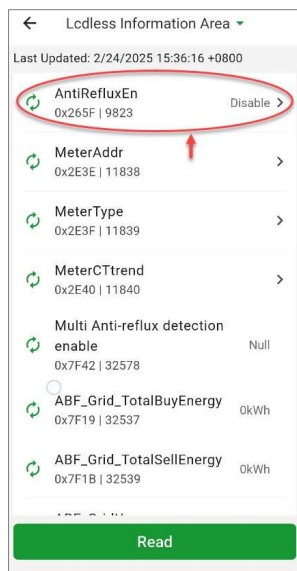 Lcdless Information Area
Last Updated: 2/24/2025 15:36:16 +0800
AntiRefluxEn
Disable
0x265F | 9823
MeterAddr
0x2E3E | 11838
MeterType
0x2E3F | 11839
MeterCTtrend
0x2E40 | 11840
Multi Anti-reflux detection
enable
Null
0x7F42 | 32578
ABF_Grid_TotalBuyEnergy
0kWh
0x7F19 | 32537
ABF_Grid_TotalSellEnergy
0kWh
0x7F1B | 32539
Read